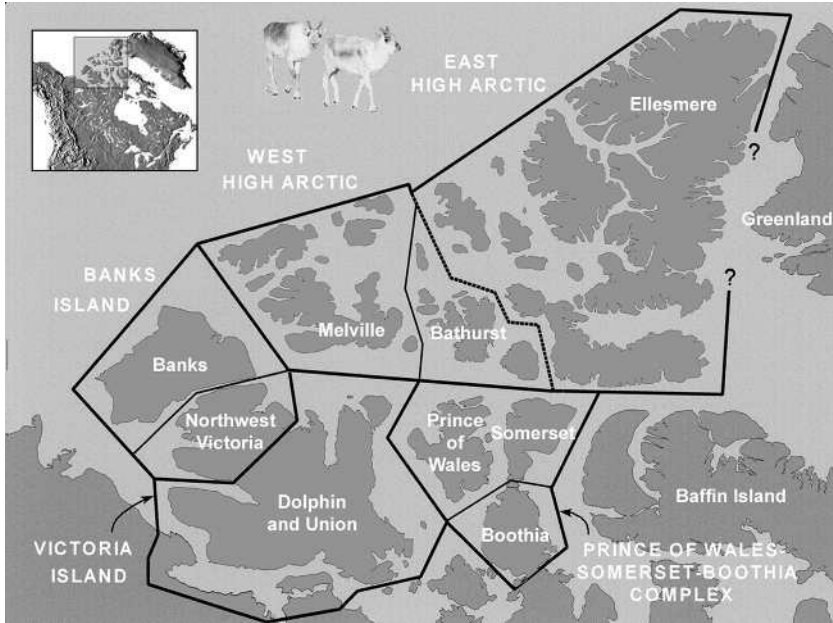 EAST
HIGH ARCTIC
Ellesmere
?
WEST
HIGH ARCTIC
Greenland
BANKS
ISLAND
?
Melville
Bathurst
Banks
Northwest
Victoria
Prince
of
Wales
Somerset
Dolphin
and Union
Baffin Island
Boothia
VICTORIA
ISLAND
PRINCE OF WALES-
SOMERSET-BOOTHIA
COMPLEX